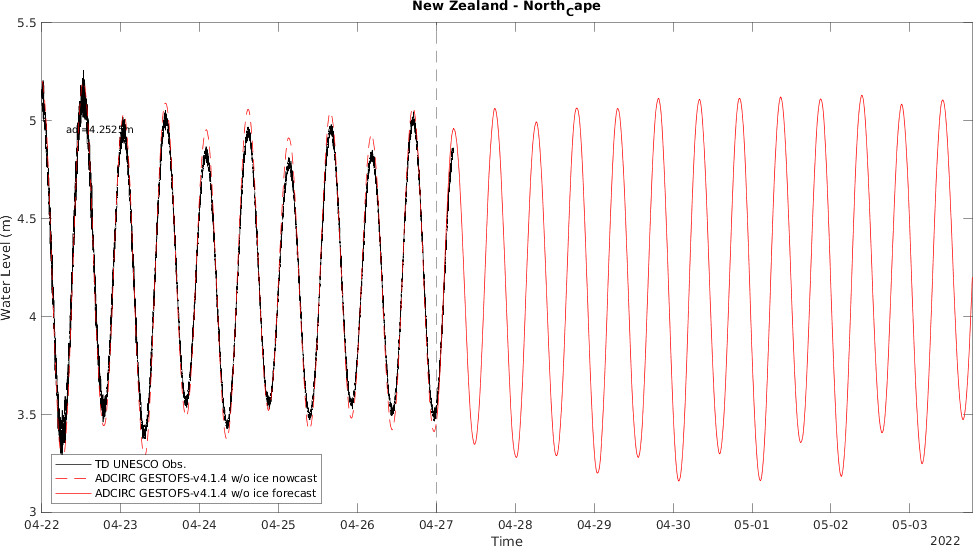 New Zealand - NorthCape
5.5
5
4.5
4
3.5
3
Water Level (m)
adj=4.2525m
TD UNESCO Obs.
ADCIRC GESTOFS-v4.1.4 w/o ice nowcast
ADCIRC GESTOFS-v4.1.4 w/o ice forecast
04-22 04-23 04-24 04-25 04-26 04-27 04-28 04-29 04-30 05-01 05-02 05-03
Time
2022